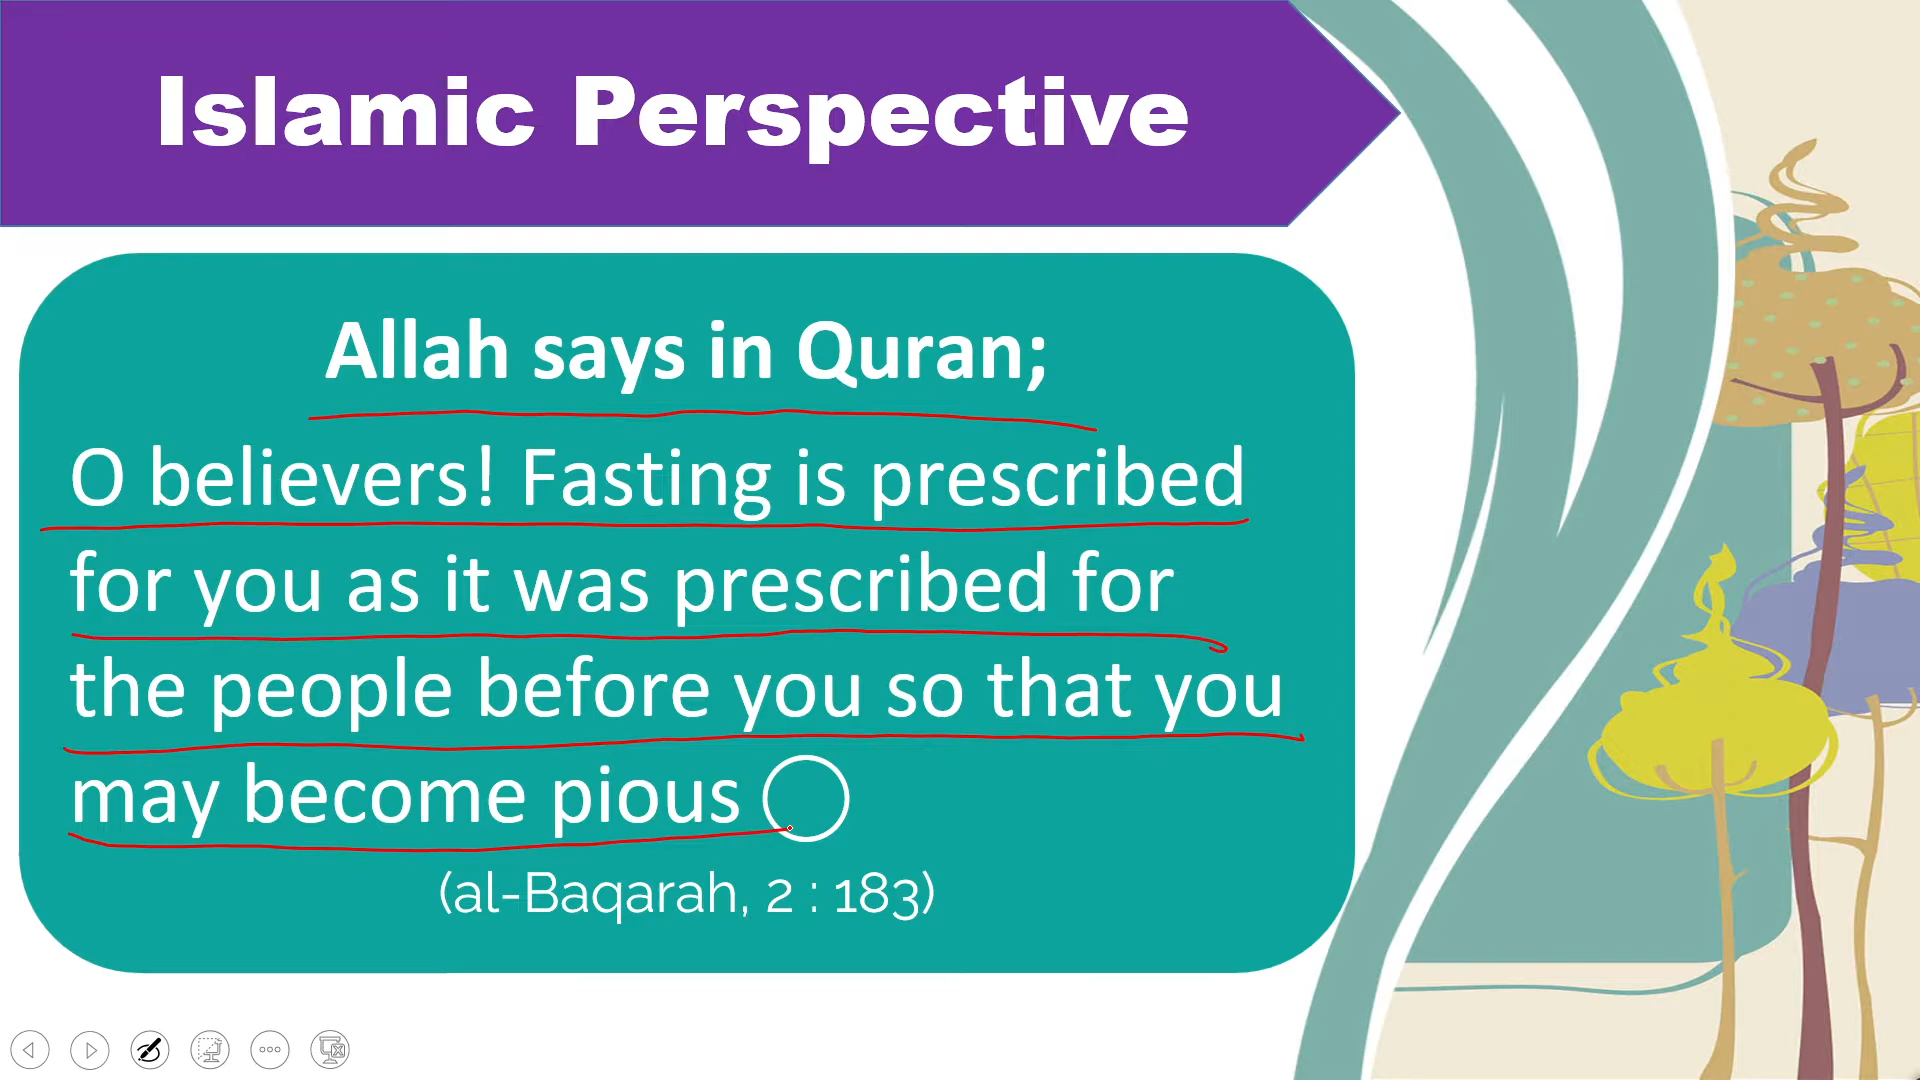 Islamic Perspective
Allah says in Quran;
O believers! Fasting is prescribed
for you as it was prescribed for
the people before you so that you
may become pious
(al-Baqarah, 2 : 183)